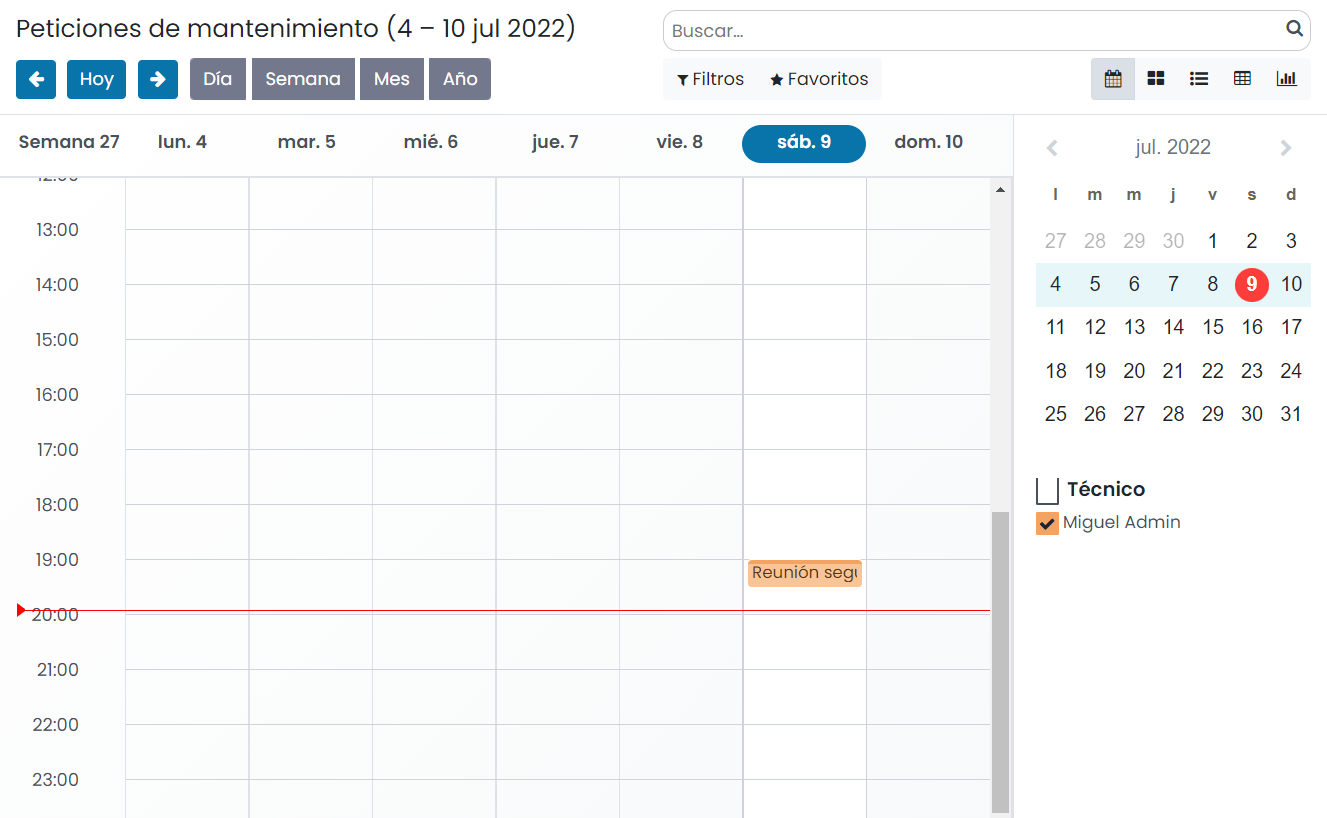 Peticiones de mantenimiento (4 – 10 jul 2022)
Buscar...
Hoy
Día
Semana
Mes
Año
Filtros
Favoritos
Semana 27 lun. 4 mar. 5 mié. 6 jue. 7 vie. 8 sáb. 9 dom. 10
12:00
13:00
14:00
15:00
16:00
17:00
18:00
19:00
Reunión segu
20:00
21:00
22:00
23:00
jul. 2022
l m m j v s d
27 28 29 30 1 2 3
4 5 6 7 8 9 10
11 12 13 14 15 16 17
18 19 20 21 22 23 24
25 26 27 28 29 30 31
Técnico
Miguel Admin